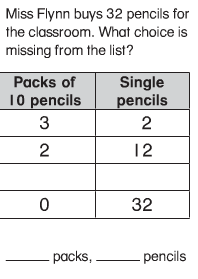 Miss Flynn buys 32 pencils for
the classroom. What choice is
missing from the list?
Packs of Single
10 pencils pencils
3 2
2 12
0 32
_____ packs, _____ pencils